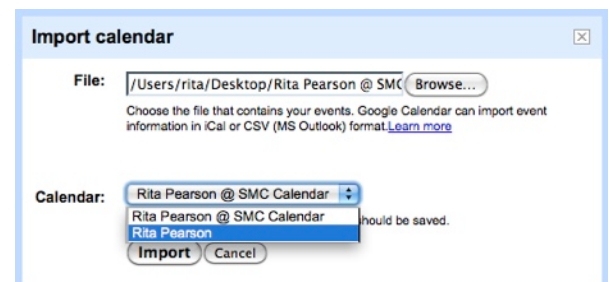 Import calendar
File: /Users/rita/Desktop/Rita Pearson @ SMC Browse...
Choose the file that contains your events. Google Calendar can import event
information in iCal or CSV (MS Outlook) format.Learn more
Calendar: Rita Pearson @ SMC Calendar
Rita Pearson @ SMC Calendar
should be saved.
Rita Pearson
Import Cancel